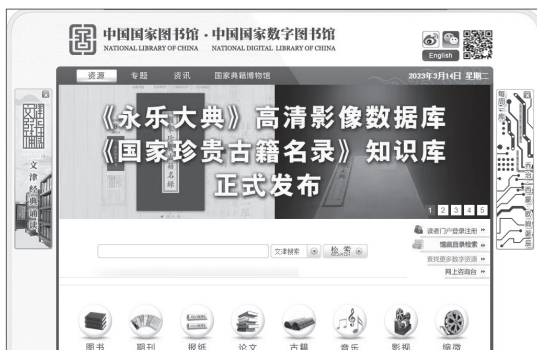 中国国家图书馆·中国国家数字图书馆
NATIONAL LIBRARY OF CHINA NATIONAL DIGITAL LIBRARY OF CHINA
English
资源 专题 资讯 国家典籍博物馆 2023年3月14日 星期二
《永乐大典》高清影像数据库
《国家珍贵古籍名录》知识库
正式发布
1 2 3 4 5
文津经典诵读
每周一库
读者门户登录注册
馆藏目录检索
查找更多数字资源
网上咨询台
文津搜索 检索
图书 期刊 报纸 论文 古籍 音乐 影视 缩微